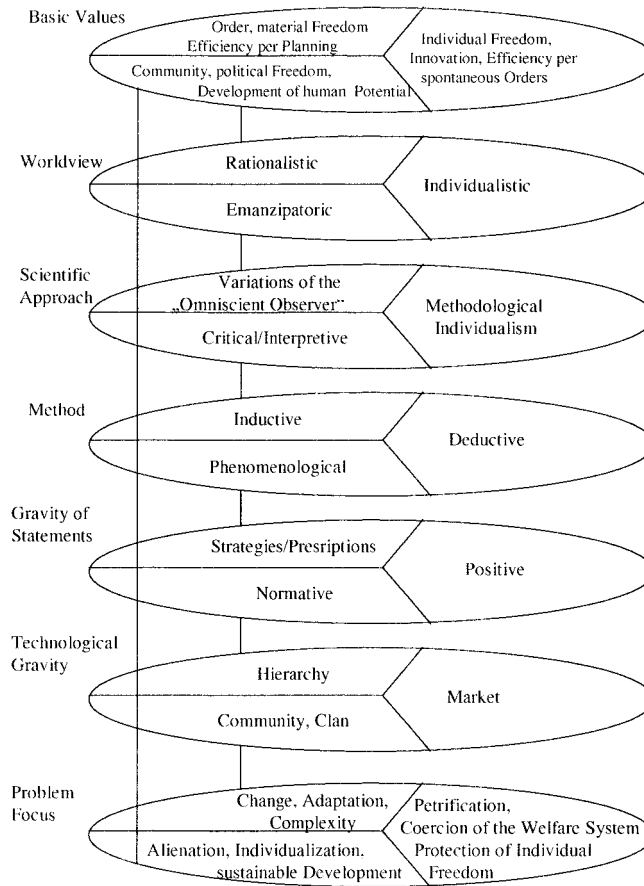 Basic Values
Order, material Freedom
Efficiency per Planning
Community, political Freedom,
Development of human Potential
Individual Freedom,
Innovation, Efficiency per
spontaneous Orders
Worldview
Rationalistic
Emanzipatoric
Individualistic
Scientific
Approach
Variations of the
„Omniscient Observer“
Critical/Interpretive
Methodological
Individualism
Method
Inductive
Phenomenological
Deductive
Gravity of
Statements
Strategies/Presriptions
Normative
Positive
Technological
Gravity
Hierarchy
Community, Clan
Market
Problem
Focus
Change, Adaptation,
Complexity
Alienation, Individualization.
sustainable Development
Petrification,
Coercion of the Welfare System
Protection of Individual
Freedom